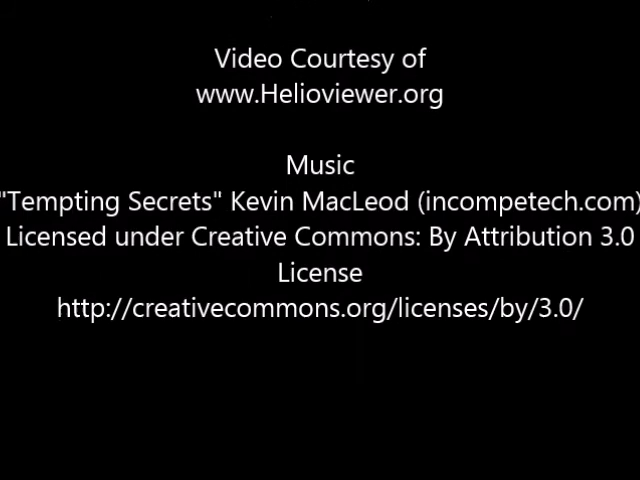 Video Courtesy of
www.Helioviewer.org
Music
"Tempting Secrets" Kevin MacLeod (incompetech.com)
Licensed under Creative Commons: By Attribution 3.0
License
http://creativecommons.org/licenses/by/3.0/